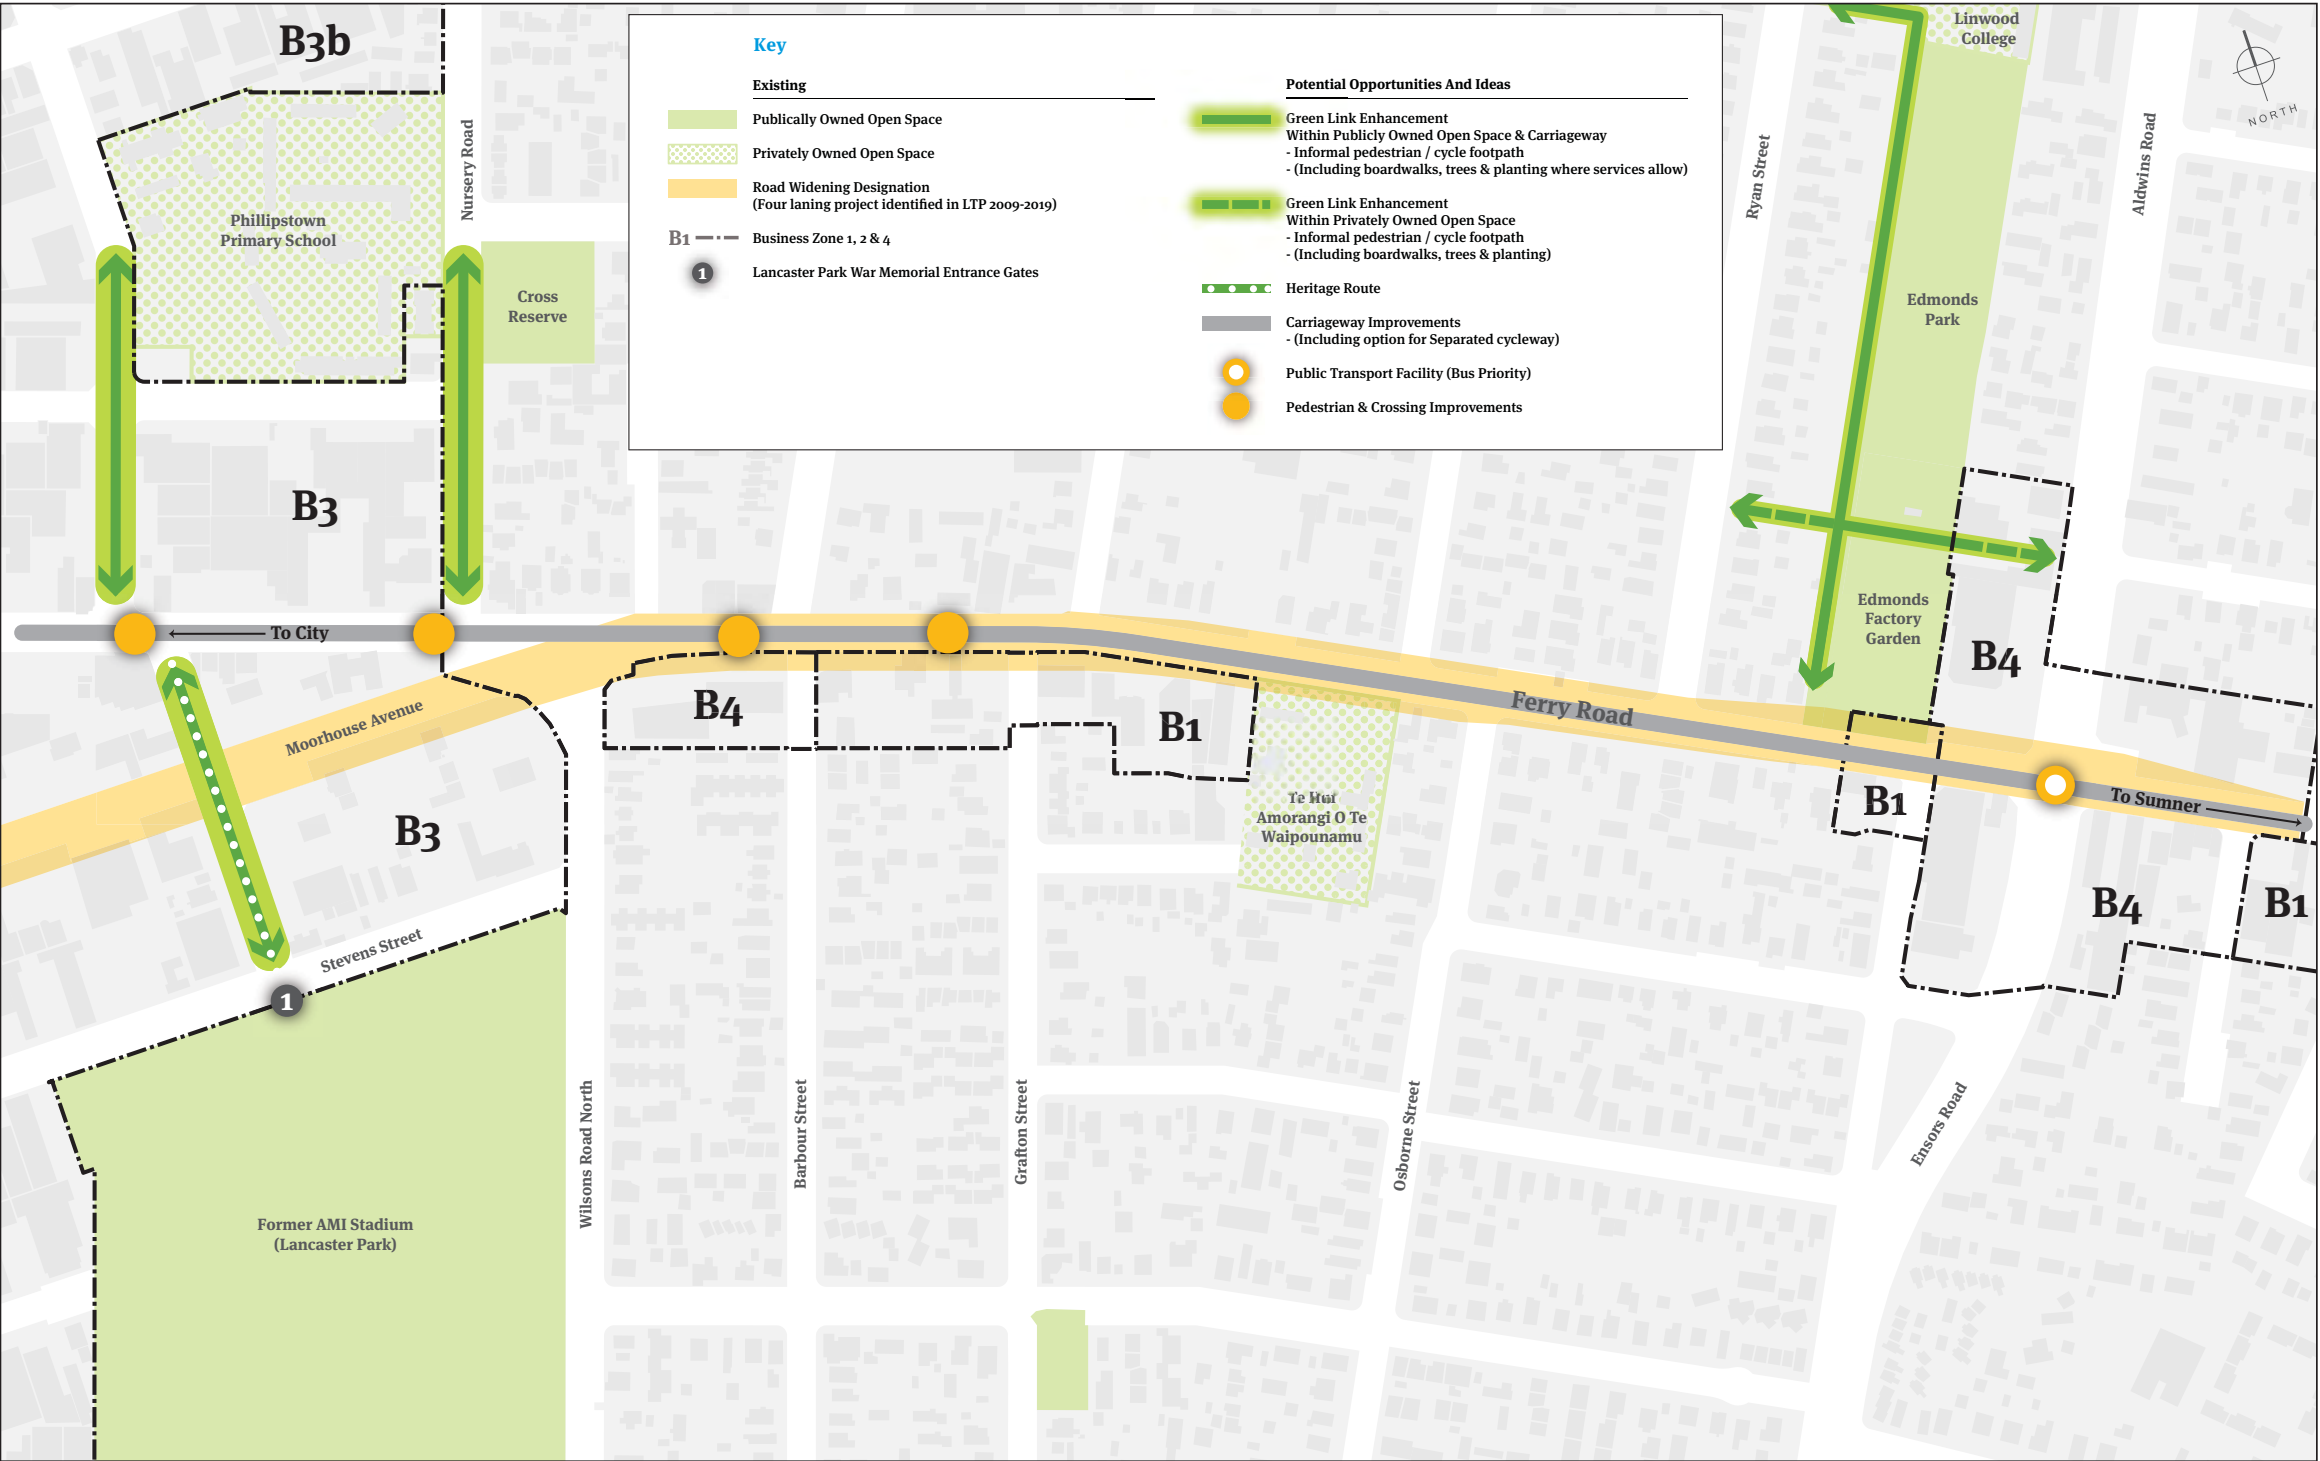 Key
Existing
Publically Owned Open Space
Privately Owned Open Space
Road Widening Designation
(Four laning project identified in LTP 2009-2019)
B1
Business Zone 1, 2 & 4
1
Lancaster Park War Memorial Entrance Gates
Potential Opportunities And Ideas
Green Link Enhancement
Within Publicly Owned Open Space & Carriageway
- Informal pedestrian / cycle footpath
- (Including boardwalks, trees & planting where services allow)
Green Link Enhancement
Within Privately Owned Open Space
- Informal pedestrian / cycle footpath
- (Including boardwalks, trees & planting)
Heritage Route
Carriageway Improvements
- (Including option for Separated cycleway)
Public Transport Facility (Bus Priority)
Pedestrian & Crossing Improvements
B3b
Nursery Road
Phillipstown
Primary School
Cross
Reserve
B3
To City
Moorhouse Avenue
B3
Stevens Street
1
Former AMI Stadium
(Lancaster Park)
Wilsons Road North
Barbour Street
Grafton Street
Osborne Street
Ensors Road
B4
B1
Te Hui
Amorangi O Te
Waipounamu
Ferry Road
Ryan Street
Linwood
College
NORTH
Aldwins Road
Edmonds
Park
Edmonds
Factory
Garden
B4
B1
To Sumner
B4
B1